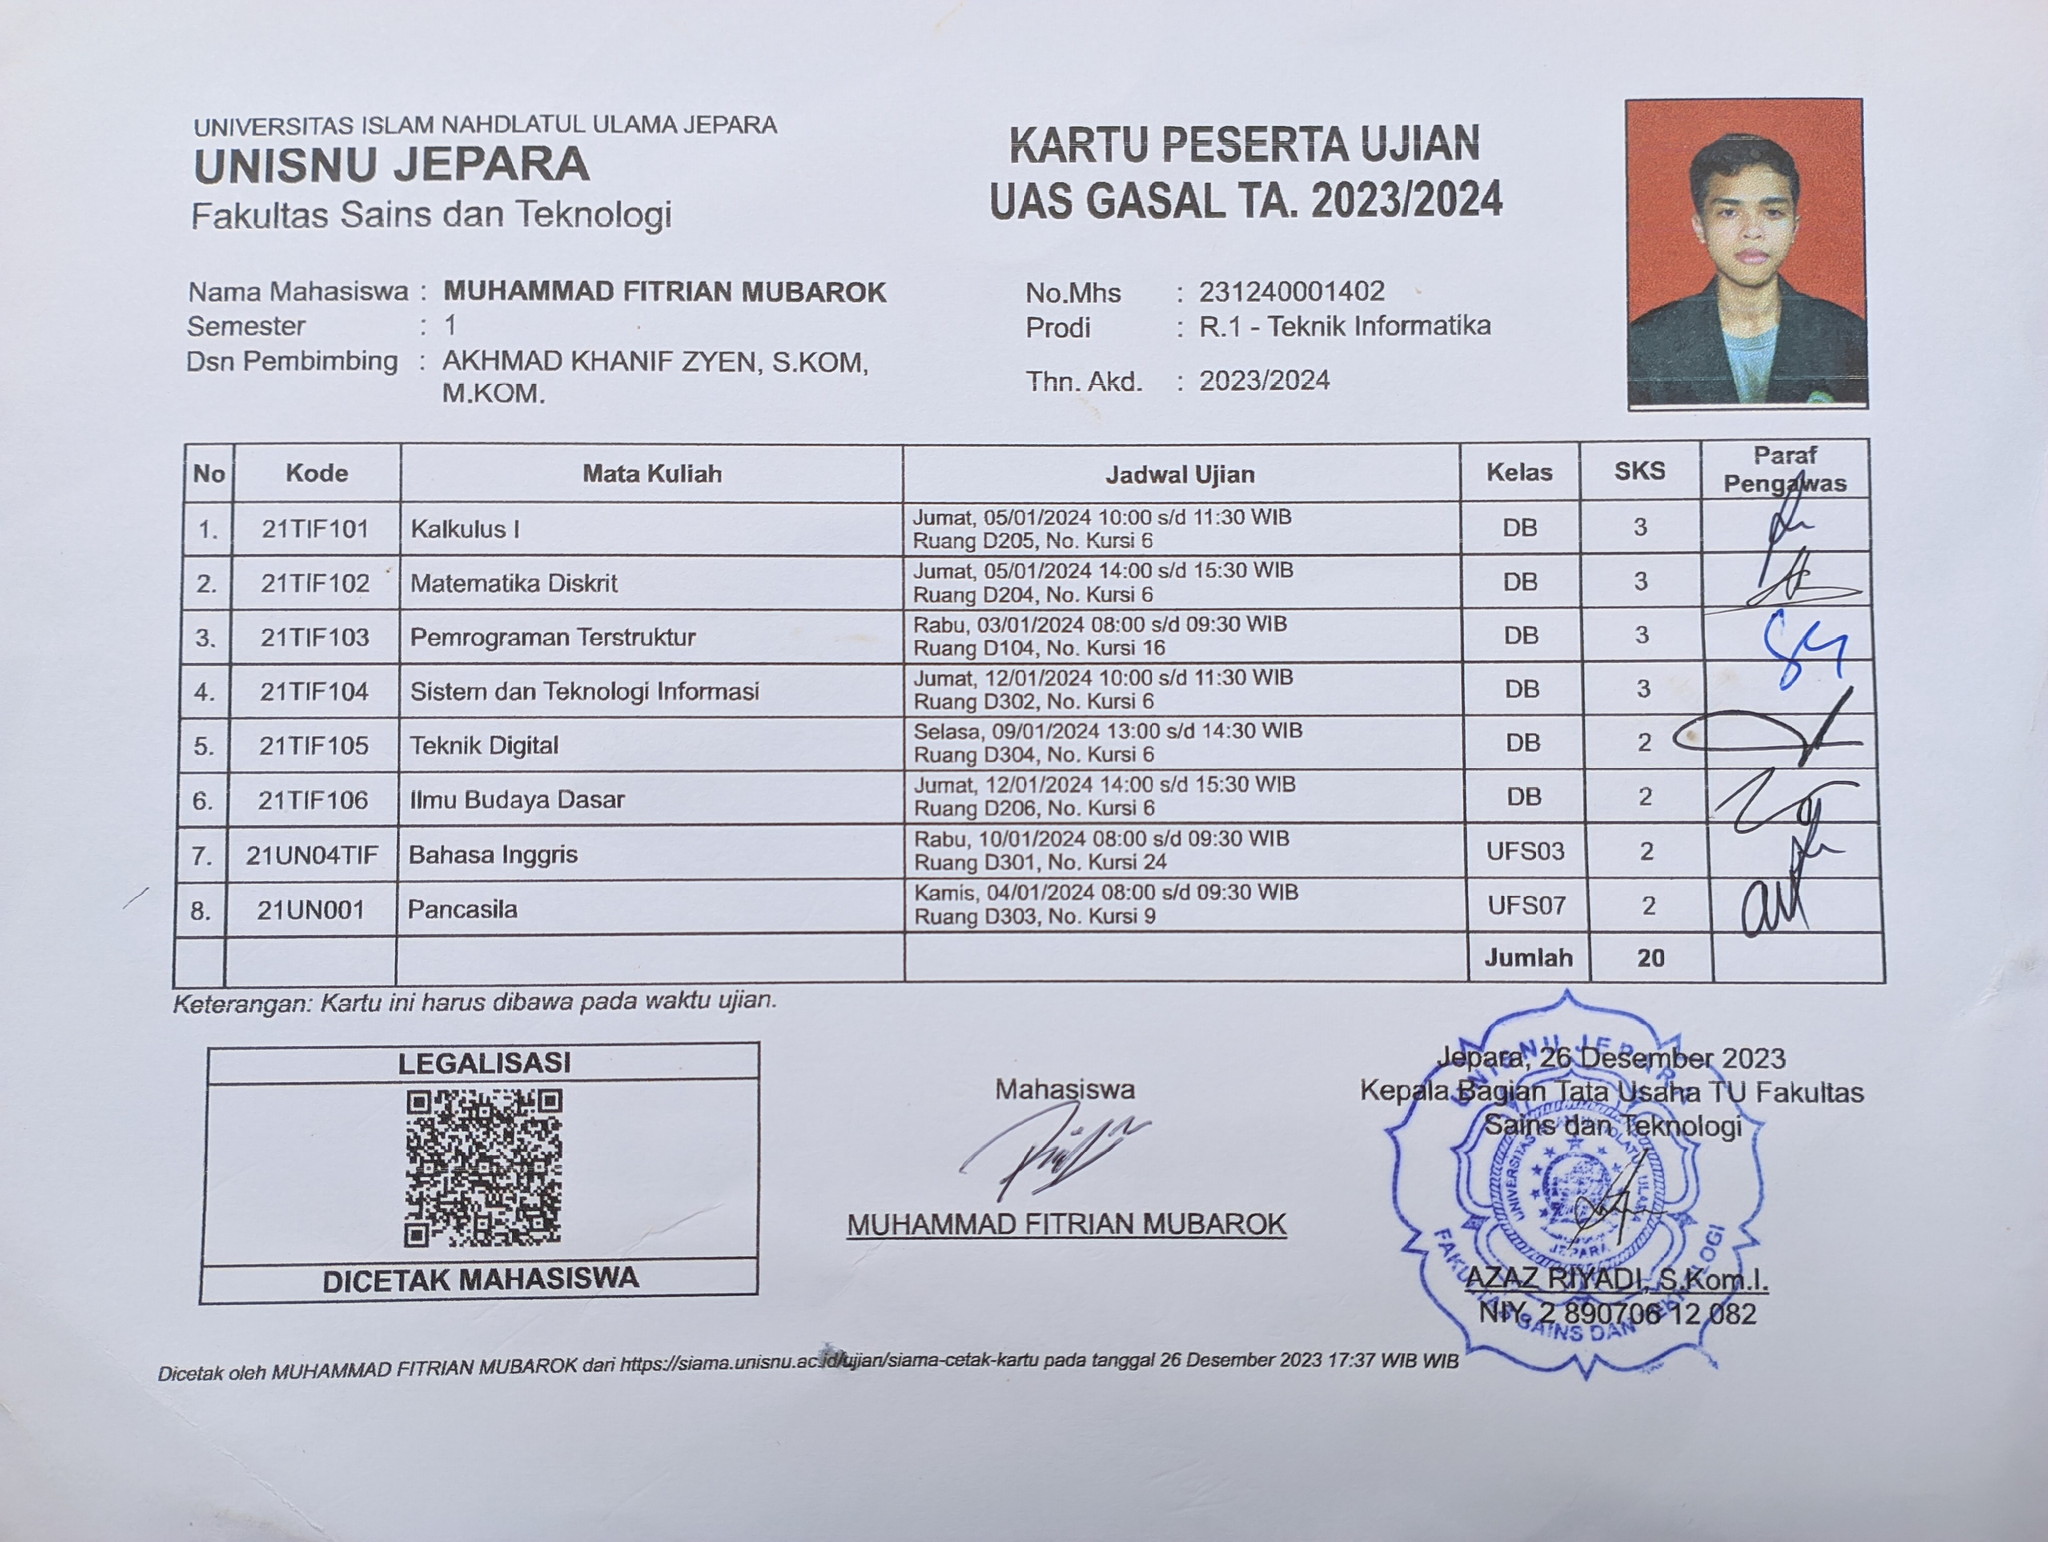 UNIVERSITAS ISLAM NAHDLATUL ULAMA JEPARA
UNISNU JEPARA
Fakultas Sains dan Teknologi
KARTU PESERTA UJIAN
UAS GASAL TA. 2023/2024
Nama Mahasiswa : MUHAMMAD FITRIAN MUBAROK
Semester : 1
Dsn Pembimbing : AKHMAD KHANIF ZYEN, S.KOM,
M.KOM.
No.Mhs : 231240001402
Prodi : R.1 - Teknik Informatika
Thn. Akd. : 2023/2024
No Kode Mata Kuliah Jadwal Ujian Kelas SKS Paraf
Pengawas
1. 21TIF101 Kalkulus I Jumat, 05/01/2024 10:00 s/d 11:30 WIB DB 3
Ruang D205, No. Kursi 6
2. 21TIF102 Matematika Diskrit Jumat, 05/01/2024 14:00 s/d 15:30 WIB DB 3
Ruang D204, No. Kursi 6
3. 21TIF103 Pemrograman Terstruktur Rabu, 03/01/2024 08:00 s/d 09:30 WIB DB 3
Ruang D104, No. Kursi 16
4. 21TIF104 Sistem dan Teknologi Informasi Jumat, 12/01/2024 10:00 s/d 11:30 WIB DB 3
Ruang D302, No. Kursi 6
5. 21TIF105 Teknik Digital Selasa, 09/01/2024 13:00 s/d 14:30 WIB DB 2
Ruang D304, No. Kursi 6
6. 21TIF106 Ilmu Budaya Dasar Jumat, 12/01/2024 14:00 s/d 15:30 WIB DB 2
Ruang D206, No. Kursi 6
7. 21UN04TIF Bahasa Inggris Rabu, 10/01/2024 08:00 s/d 09:30 WIB UFS03 2
Ruang D301, No. Kursi 24
8. 21UN001 Pancasila Kamis, 04/01/2024 08:00 s/d 09:30 WIB UFS07 2
Ruang D303, No. Kursi 9
Jumlah 20
Keterangan: Kartu ini harus dibawa pada waktu ujian.
LEGALISASI
DICETAK MAHASISWA
Mahasiswa
MUHAMMAD FITRIAN MUBAROK
Jepara, 26 Desember 2023
Kepala Bagian Tata Usaha TU Fakultas
Sains dan Teknologi
AZAZ RIYADI, S.Kom.I.
NIY. 2 890706 12 082
UNISNU JEPARA
UNIVERSITAS ISLAM NAHDLATUL ULAMA
JEPARA
FAKULTAS SAINS DAN TEKNOLOGI
Dicetak oleh MUHAMMAD FITRIAN MUBAROK dari https://siama.unisnu.ac.id/ujian/siama-cetak-kartu pada tanggal 26 Desember 2023 17:37 WIB WIB